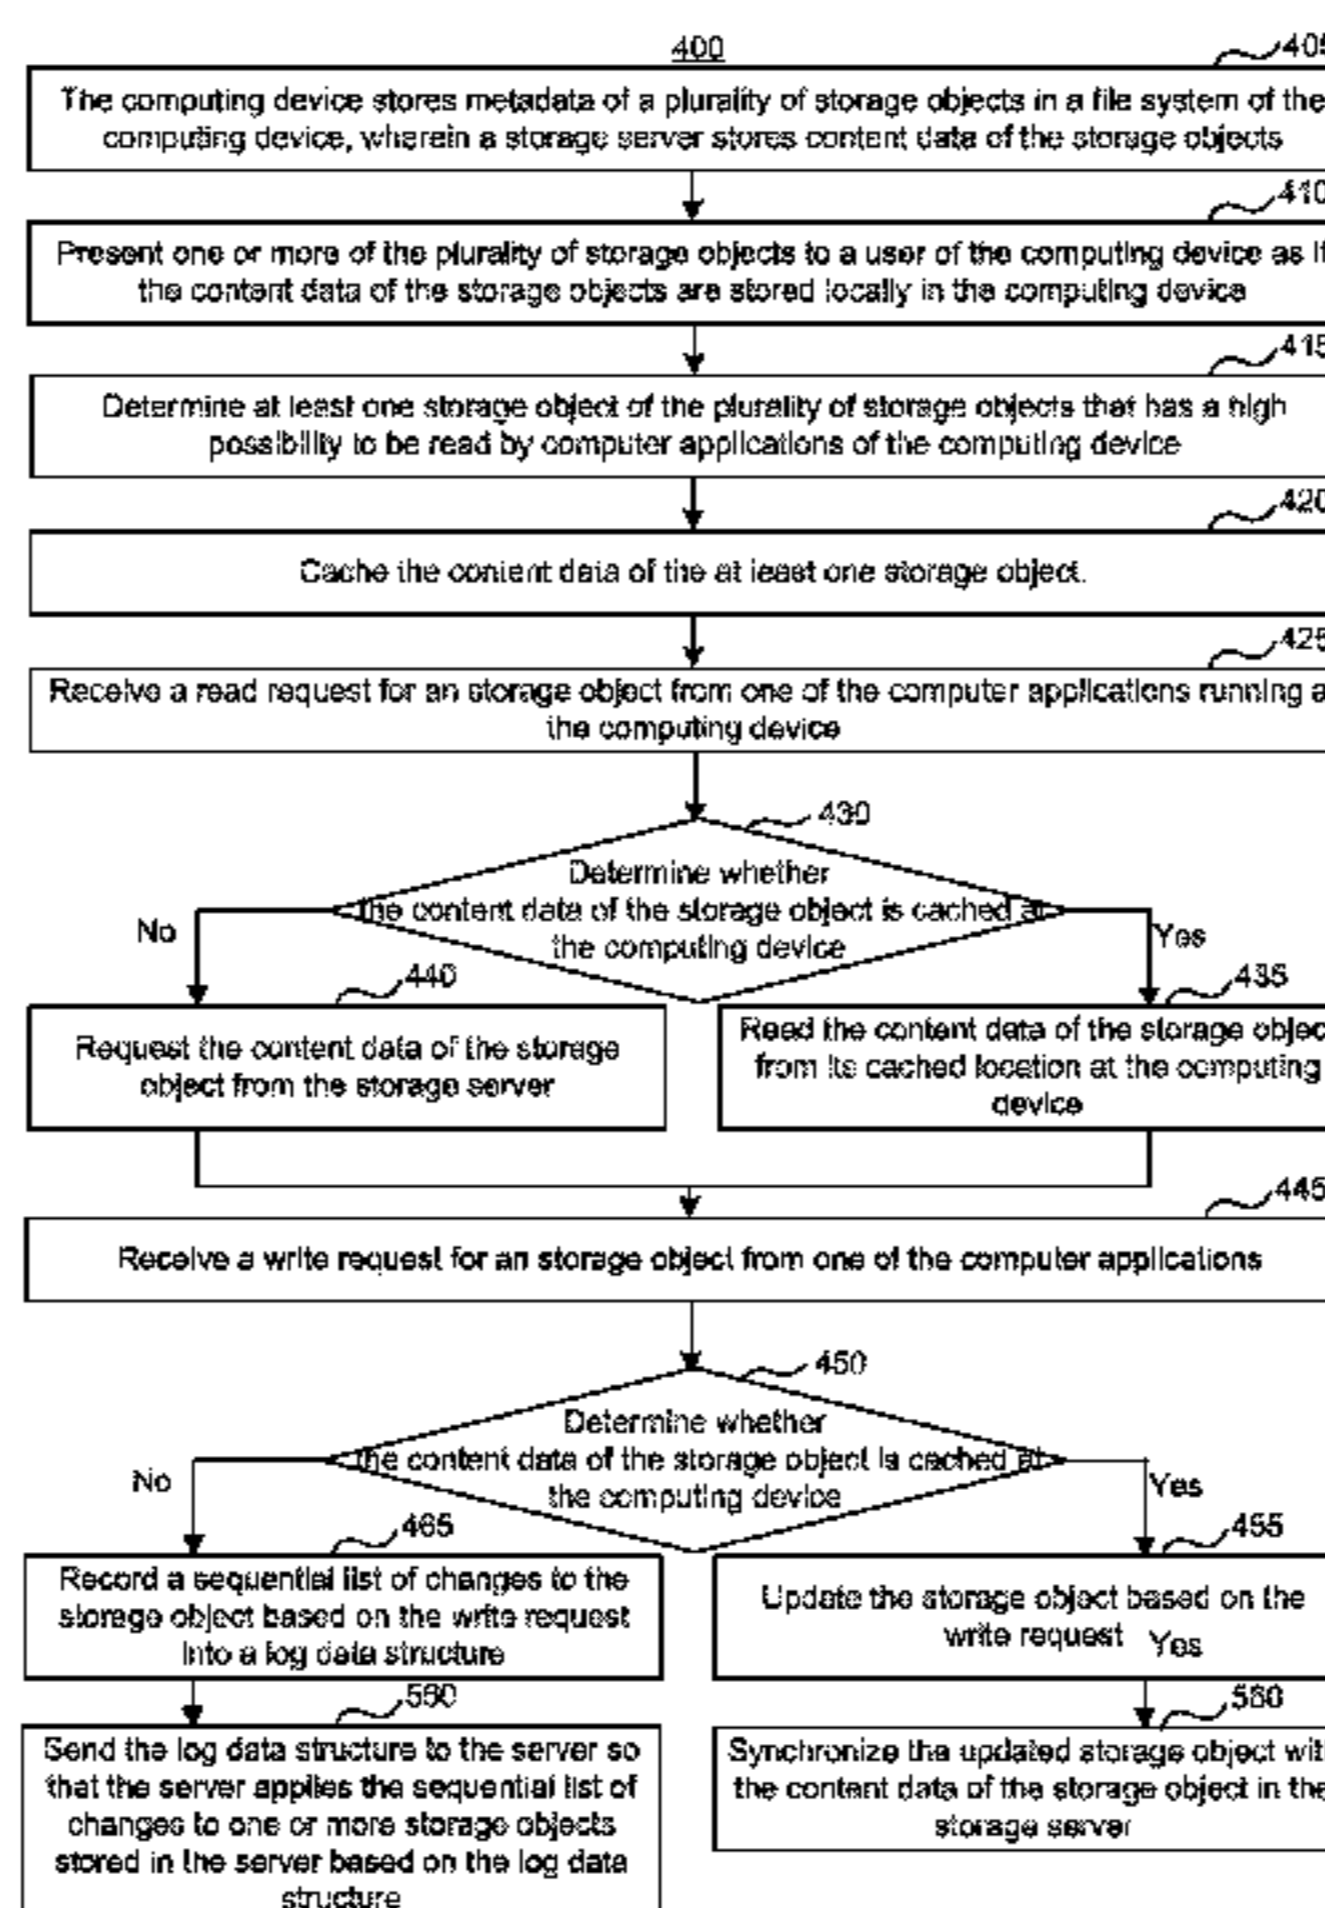 400
405
The computing device stores metadata of a plurality of storage objects in a file system of the
computing device, wherein a storage server stores content data of the storage objects
410
Present one or more of the plurality of storage objects to a user of the computing device as if
the content data of the storage objects are stored locally in the computing device
415
Determine at least one storage object of the plurality of storage objects that has a high
possibility to be read by computer applications of the computing device
420
Cache the content data of the at least one storage object.
425
Receive a read request for an storage object from one of the computer applications running a
the computing device
430
Determine whether
the content data of the storage object is cached at
the computing device
No
Yes
440
435
Request the content data of the storage
object from the storage server
Read the content data of the storage objec
from its cached location at the computing
device
445
Receive a write request for an storage object from one of the computer applications
450
Determine whether
the content data of the storage object is cached at
the computing device
No
Yes
465
455
Record a sequential list of changes to the
storage object based on the write request
into a log data structure
Update the storage object based on the
write request
Yes
560
560
Send the log data structure to the server so
that the server applies the sequential list of
changes to one or more storage objects
stored in the server based on the log data
structure
Synchronize the updated storage object with
the content data of the storage object in the
storage server